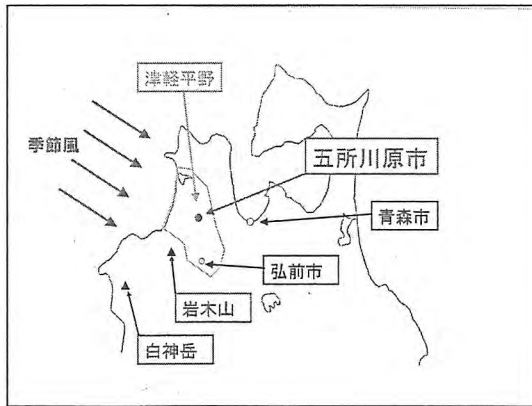 津軽平野
季節風
五所川原市
青森市
弘前市
岩木山
白神岳